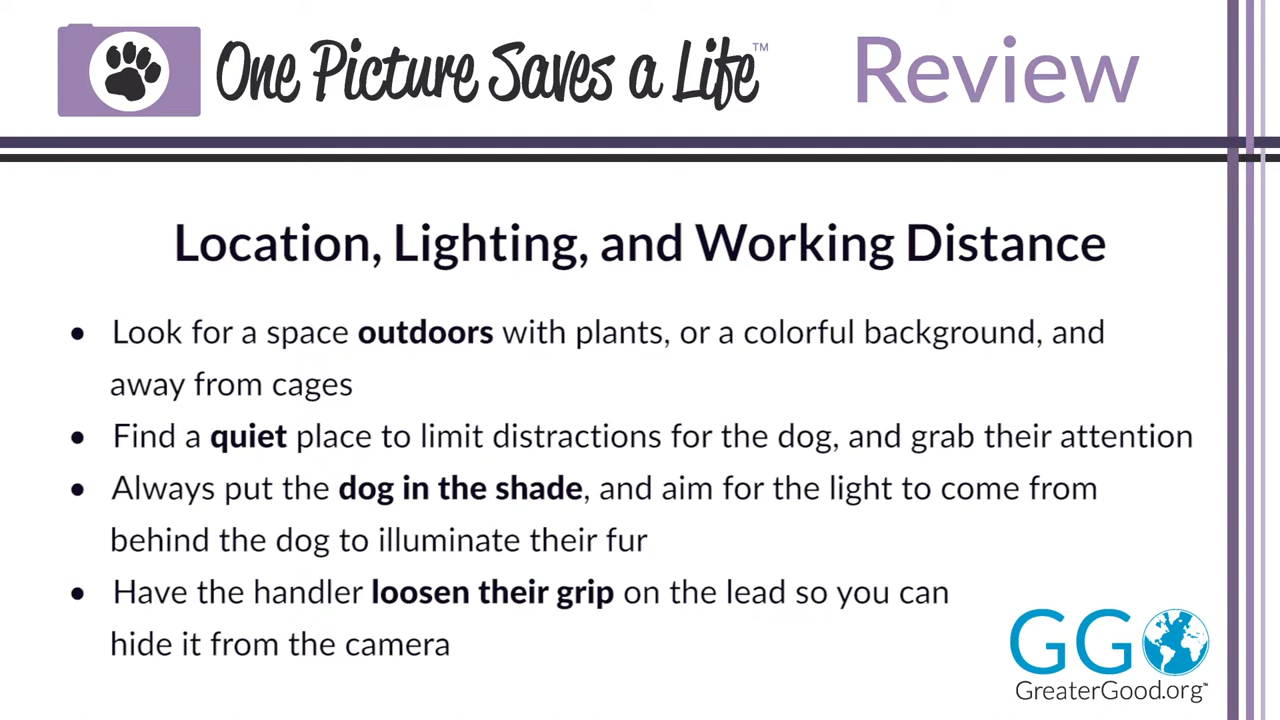 One Picture Saves a Life™ Review
Location, Lighting, and Working Distance
• Look for a space outdoors with plants, or a colorful background, and
away from cages
• Find a quiet place to limit distractions for the dog, and grab their attention
• Always put the dog in the shade, and aim for the light to come from
behind the dog to illuminate their fur
• Have the handler loosen their grip on the lead so you can
hide it from the camera
GG
GreaterGood.org™